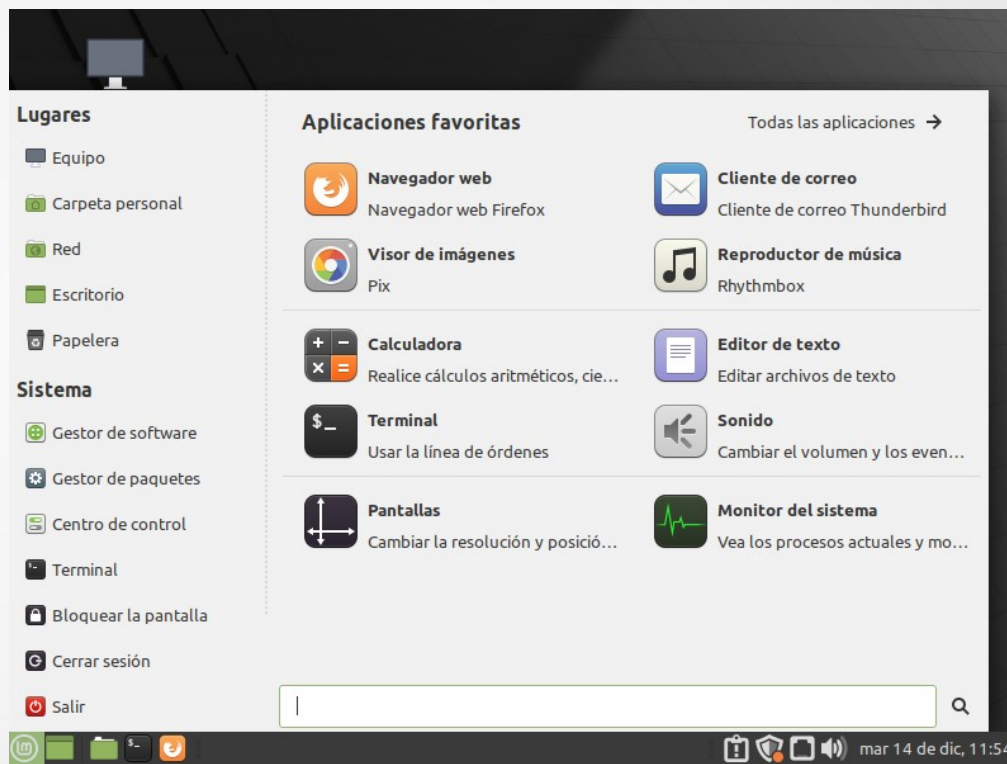 Lugares
Equipo
Carpeta personal
Red
Escritorio
Papelera
Sistema
Gestor de software
Gestor de paquetes
Centro de control
Terminal
Bloquear la pantalla
Cerrar sesión
Salir
Aplicaciones favoritas
Todas las aplicaciones →
Navegador web
Navegador web Firefox
Cliente de correo
Cliente de correo Thunderbird
Visor de imágenes
Pix
Reproductor de música
Rhythmbox
Calculadora
Realice cálculos aritméticos, cie…
Editor de texto
Editar archivos de texto
Terminal
Usar la línea de órdenes
Sonido
Cambiar el volumen y los even…
Pantallas
Cambiar la resolución y posició…
Monitor del sistema
Vea los procesos actuales y mo…
mar 14 de dic, 11:54